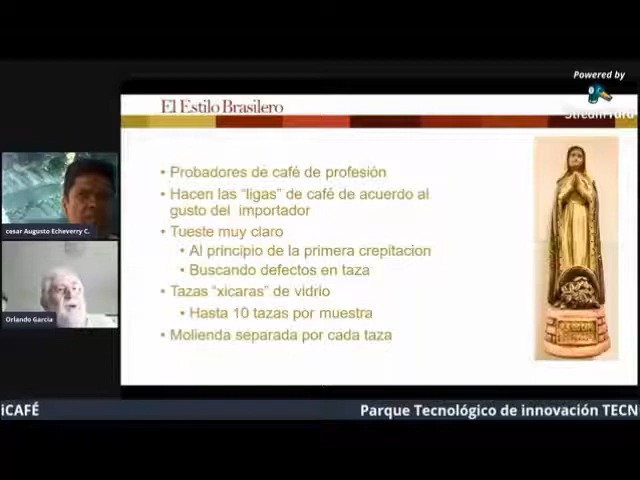 Powered by
StreamYard
El Estilo Brasilero
• Probadores de café de profesión
• Hacen las “ligas” de café de acuerdo al
gusto del importador
• Tueste muy claro
• Al principio de la primera crepitacion
• Buscando defectos en taza
• Tazas “xicaras” de vidrio
• Hasta 10 tazas por muestra
• Molienda separada por cada taza
cesar Augusto Echeverry C.
Orlando Garcia
iCAFÉ
Parque Tecnológico de innovación TECN